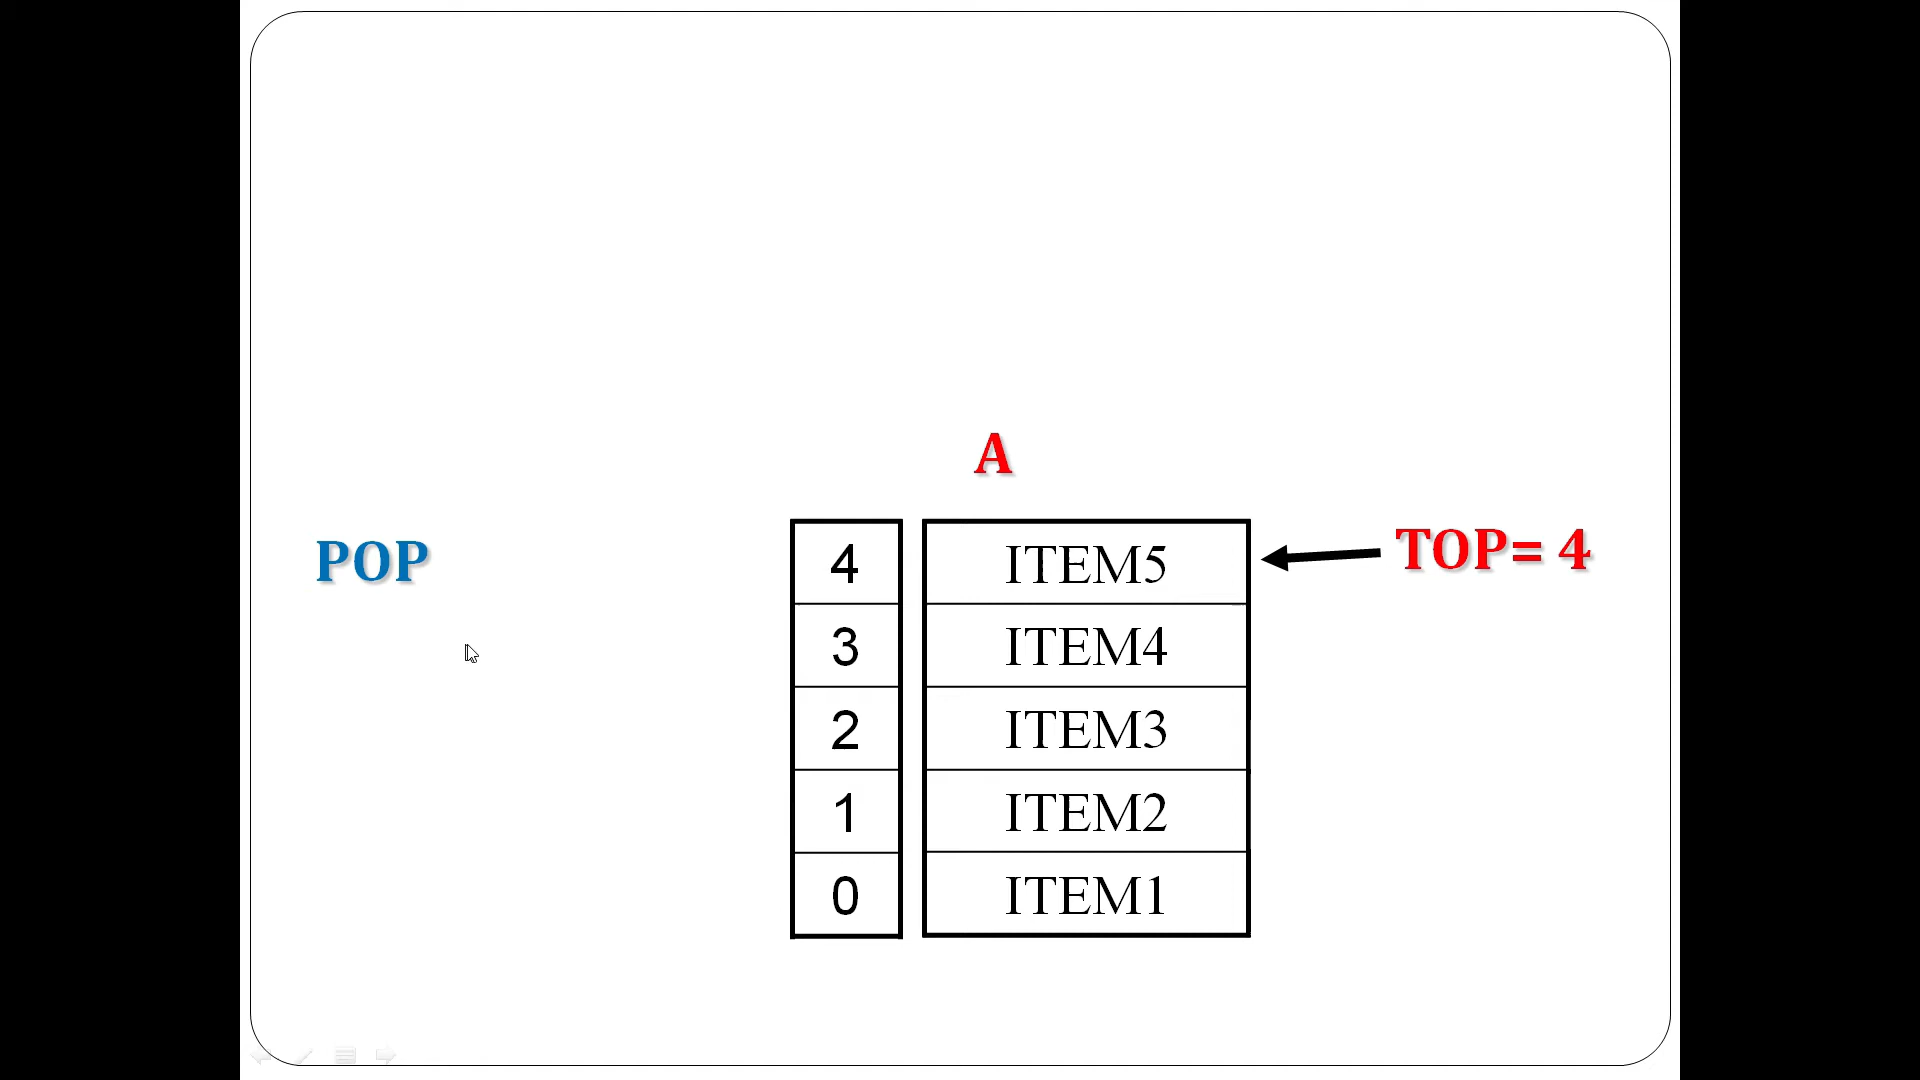 A
POP
TOP= 4
4 ITEM5
3 ITEM4
2 ITEM3
1 ITEM2
0 ITEM1